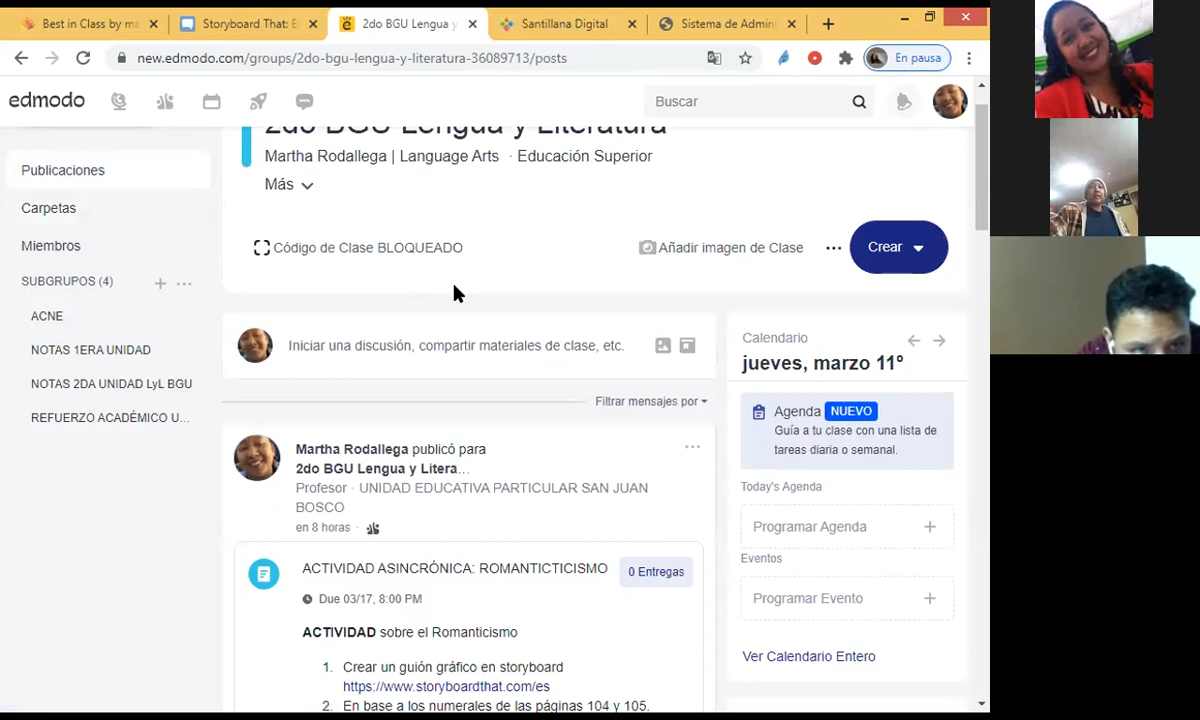 Best in Class by ma
Storyboard That: E
2do BGU Lengua y
Santillana Digital
Sistema de Admin
new.edmodo.com/groups/2do-bgu-lengua-y-literatura-36089713/posts
En pausa
edmodo
Buscar
2do BGU Lengua y Literatura
Martha Rodallega | Language Arts · Educación Superior
Más
Código de Clase BLOQUEADO
Añadir imagen de Clase
Crear
Publicaciones
Carpetas
Miembros
SUBGRUPOS (4)
ACNE
NOTAS 1ERA UNIDAD
NOTAS 2DA UNIDAD LyL BGU
REFUERZO ACADÉMICO U...
Iniciar una discusión, compartir materiales de clase, etc.
Filtrar mensajes por
Martha Rodallega publicó para
2do BGU Lengua y Litera...
Profesor · UNIDAD EDUCATIVA PARTICULAR SAN JUAN
BOSCO
en 8 horas ·
ACTIVIDAD ASINCRÓNICA: ROMANTICTICISMO
0 Entregas
Due 03/17, 8:00 PM
ACTIVIDAD sobre el Romanticismo
1. Crear un guión gráfico en storyboard
https://www.storyboardthat.com/es
2. En base a los numerales de las páginas 104 y 105.
Calendario
jueves, marzo 11º
Agenda NUEVO
Guía a tu clase con una lista de
tareas diaria o semanal.
Today's Agenda
Programar Agenda
Eventos
Programar Evento
Ver Calendario Entero